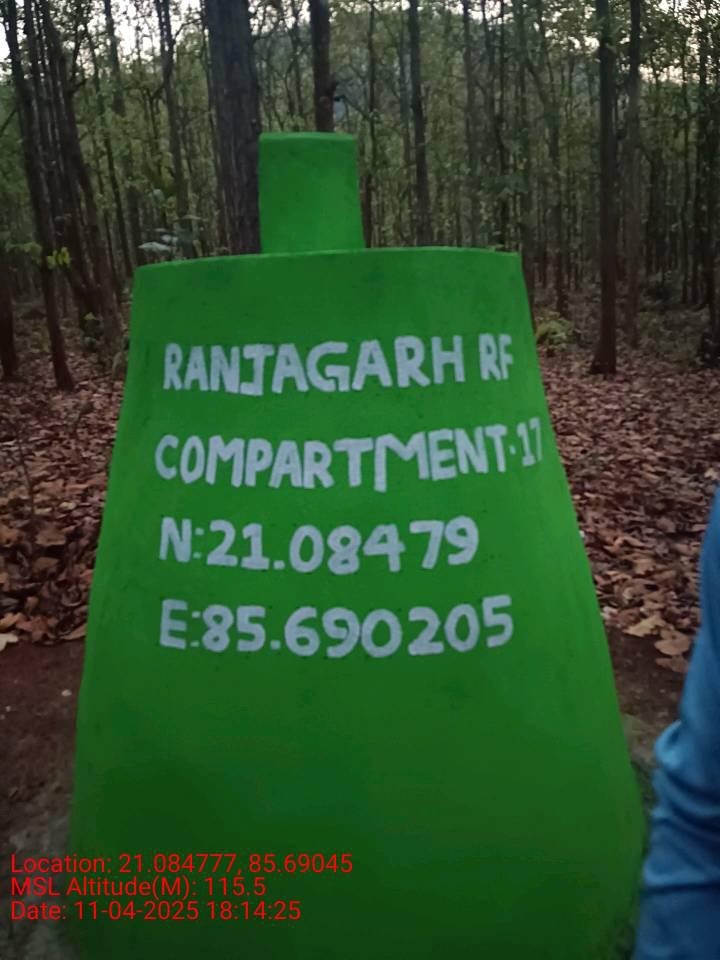 RANJAGARH RF
COMPARTMENT·17
N:21.08479
E:85.690205
Location: 21.084777, 85.69045
MSL Altitude(M): 115.5
Date: 11-04-2025 18:14:25